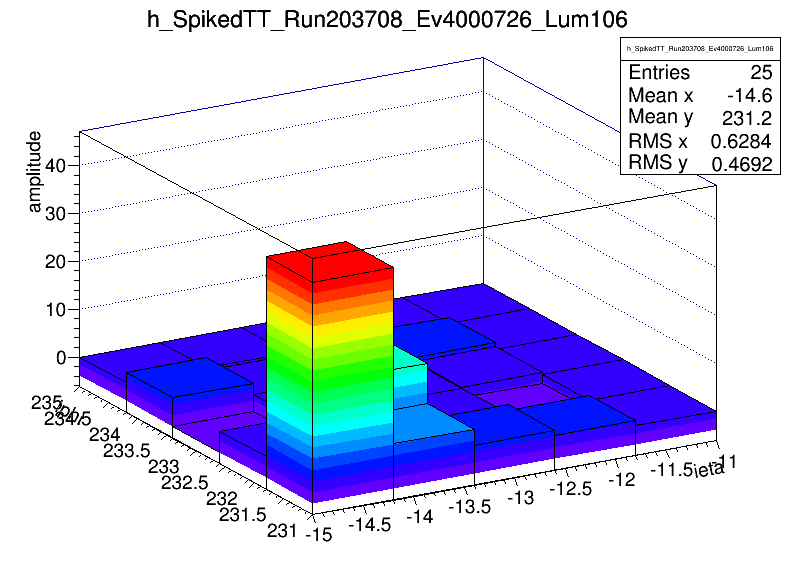 h_SpikedTT_Run203708_Ev4000726_Lum106
h_SpikedTT_Run203708_Ev4000726_Lum106
Entries 25
Mean x -14.6
Mean y 231.2
RMS x 0.6284
RMS y 0.4692
amplitude
40
30
20
10
0
235
234.5
234
233.5
233
232.5
232
231.5
231
-15
-14.5
-14
-13.5
-13
-12.5
-12
-11.5
-11
ieta